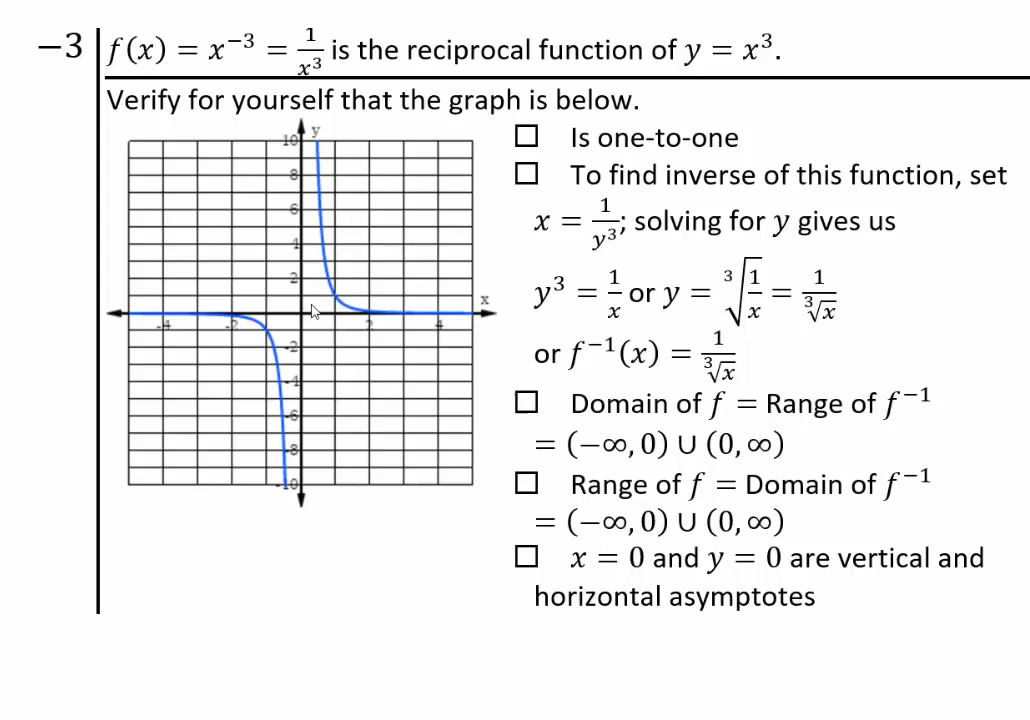 −3
f(x) = x⁻³ = 1/x³ is the reciprocal function of y = x³.
Verify for yourself that the graph is below.
y
10
8
6
4
2
x
-4 -2 2 4
-2
-4
-6
-8
-10
☐ Is one-to-one
☐ To find inverse of this function, set
x = 1/y³; solving for y gives us
y³ = 1/x or y = ∛(1/x) = 1/∛x
or f⁻¹(x) = 1/∛x
☐ Domain of f = Range of f⁻¹
= (−∞, 0) ∪ (0, ∞)
☐ Range of f = Domain of f⁻¹
= (−∞, 0) ∪ (0, ∞)
☐ x = 0 and y = 0 are vertical and
horizontal asymptotes